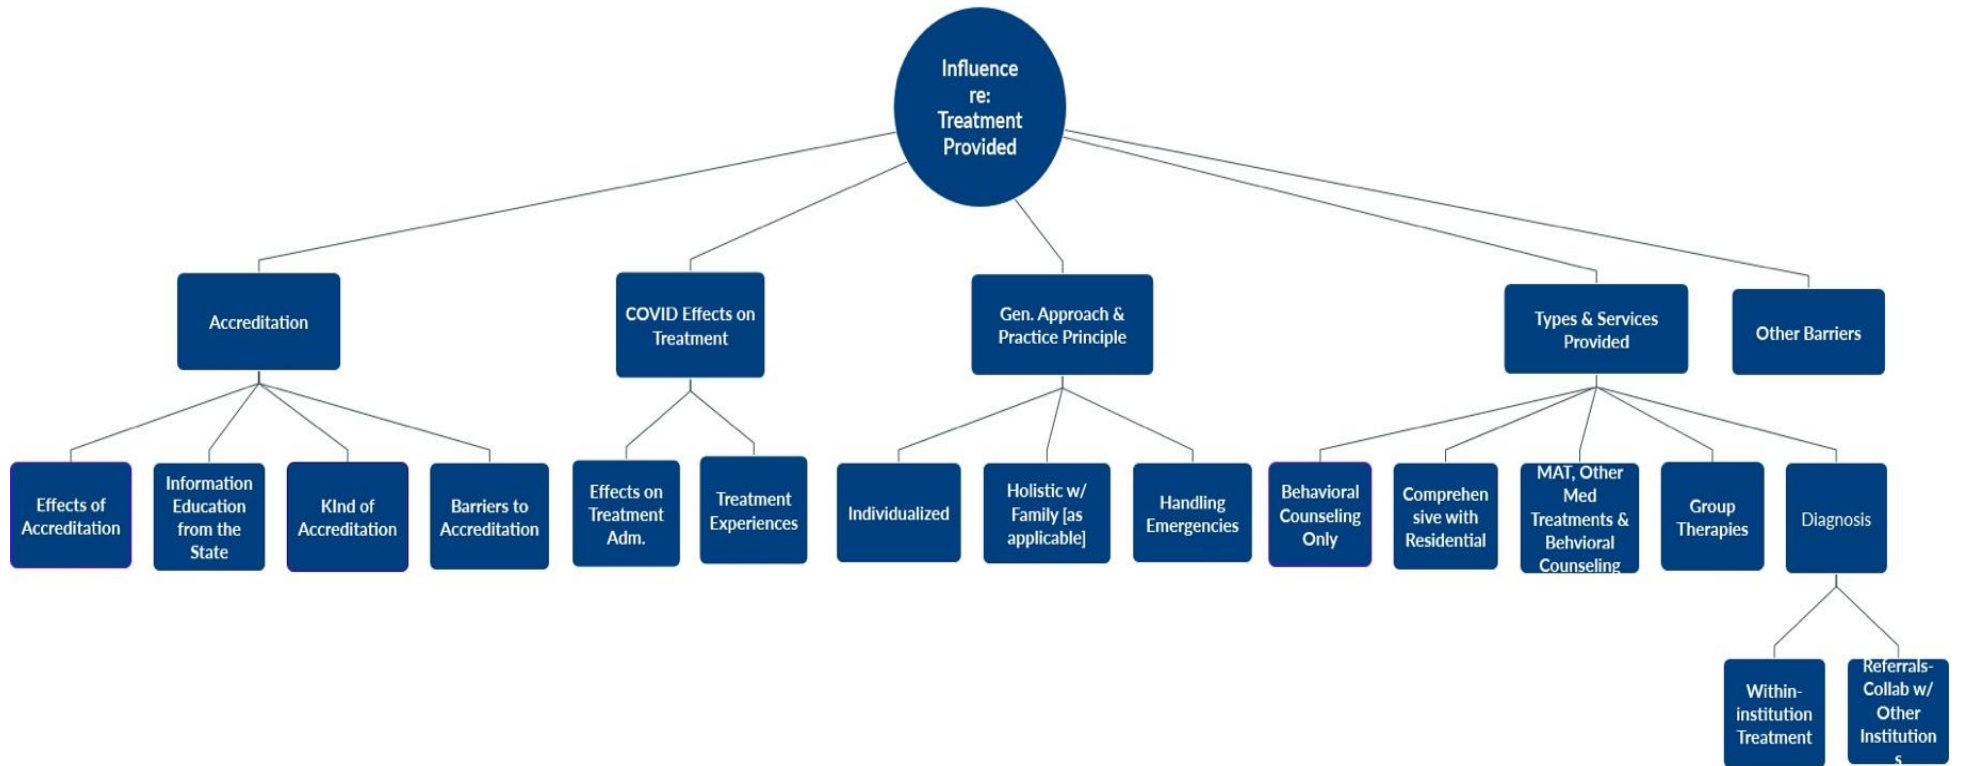 Influence
re:
Treatment
Provided
Accreditation
COVID Effects on
Treatment
Gen. Approach &
Practice Principle
Types & Services
Provided
Other Barriers
Effects of
Accreditation
Information
Education
from the
State
KInd of
Accreditation
Barriers to
Accreditation
Effects on
Treatment
Adm.
Treatment
Experiences
Individualized
Holistic w/
Family [as
applicable]
Handling
Emergencies
Behavioral
Counseling
Only
Comprehen
sive with
Residential
MAT, Other
Med
Treatments &
Behvioral
Counseling
Group
Therapies
Diagnosis
Within-
institution
Treatment
Referrals-
Collab w/
Other
Institution
s